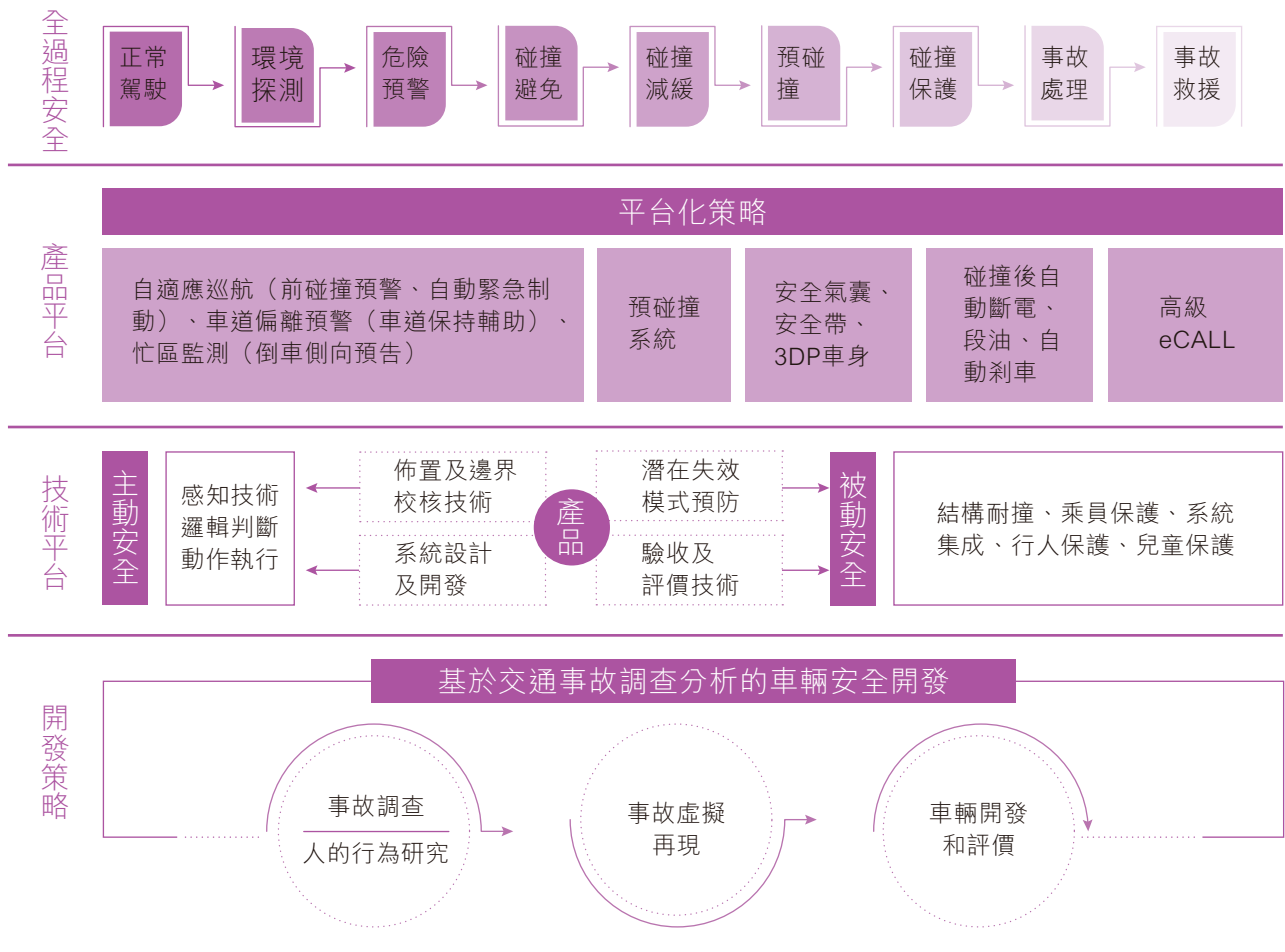 全過程安全
正常
駕駛
環境
探測
危險
預警
碰撞
避免
碰撞
減緩
預碰
撞
碰撞
保護
事故
處理
事故
救援
產品平台
平台化策略
自適應巡航（前碰撞預警、自動緊急制
動）、車道偏離預警（車道保持輔助）、
忙區監測（倒車側向預告）
預碰撞
系統
安全氣囊、
安全帶、
3DP車身
碰撞後自
動斷電、
段油、自
動剎車
高級
eCALL
技術平台
主動安全
感知技術
邏輯判斷
動作執行
佈置及邊界
校核技術
系統設計
及開發
產品
潛在失效
模式預防
驗收及
評價技術
被動安全
結構耐撞、乘員保護、系統
集成、行人保護、兒童保護
開發策略
基於交通事故調查分析的車輛安全開發
事故調查
人的行為研究
事故虛擬
再現
車輛開發
和評價